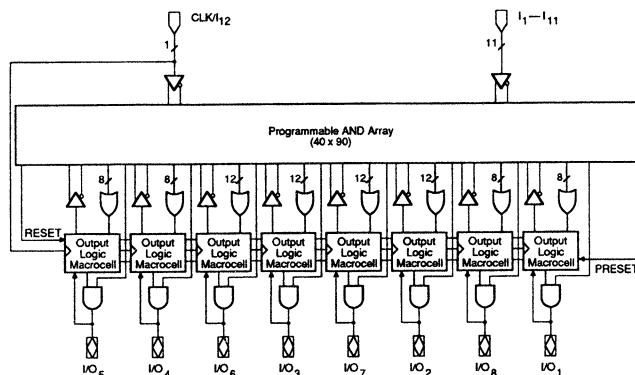 CLK/I12
I1—I11
1
11
Programmable AND Array
(40 x 90)
8 8 12 12 12 12 8 8
RESET
Output Logic Macrocell
Output Logic Macrocell
Output Logic Macrocell
Output Logic Macrocell
Output Logic Macrocell
Output Logic Macrocell
Output Logic Macrocell
Output Logic Macrocell
PRESET
I/O5 I/O4 I/O6 I/O3 I/O7 I/O2 I/O8 I/O1